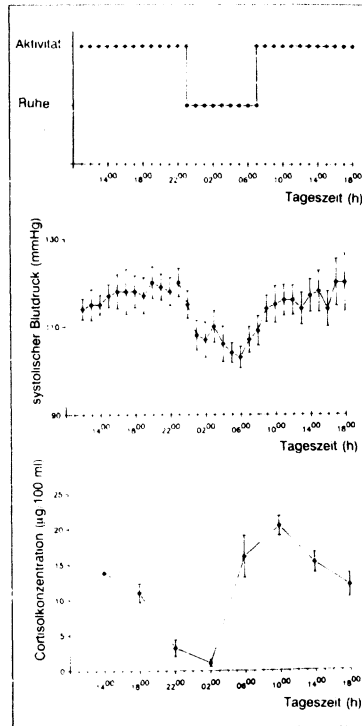 Aktivität
Ruhe
14⁰⁰ 18⁰⁰ 22⁰⁰ 02⁰⁰ 06⁰⁰ 10⁰⁰ 14⁰⁰ 18⁰⁰
Tageszeit (h)
systolischer Blutdruck (mmHg)
130
110
90
14⁰⁰ 18⁰⁰ 22⁰⁰ 02⁰⁰ 06⁰⁰ 10⁰⁰ 14⁰⁰ 18⁰⁰
Tageszeit (h)
Cortisolkonzentration (µg 100 ml)
25
20
15
10
5
0
14⁰⁰ 18⁰⁰ 22⁰⁰ 02⁰⁰ 06⁰⁰ 10⁰⁰ 14⁰⁰ 18⁰⁰
Tageszeit (h)